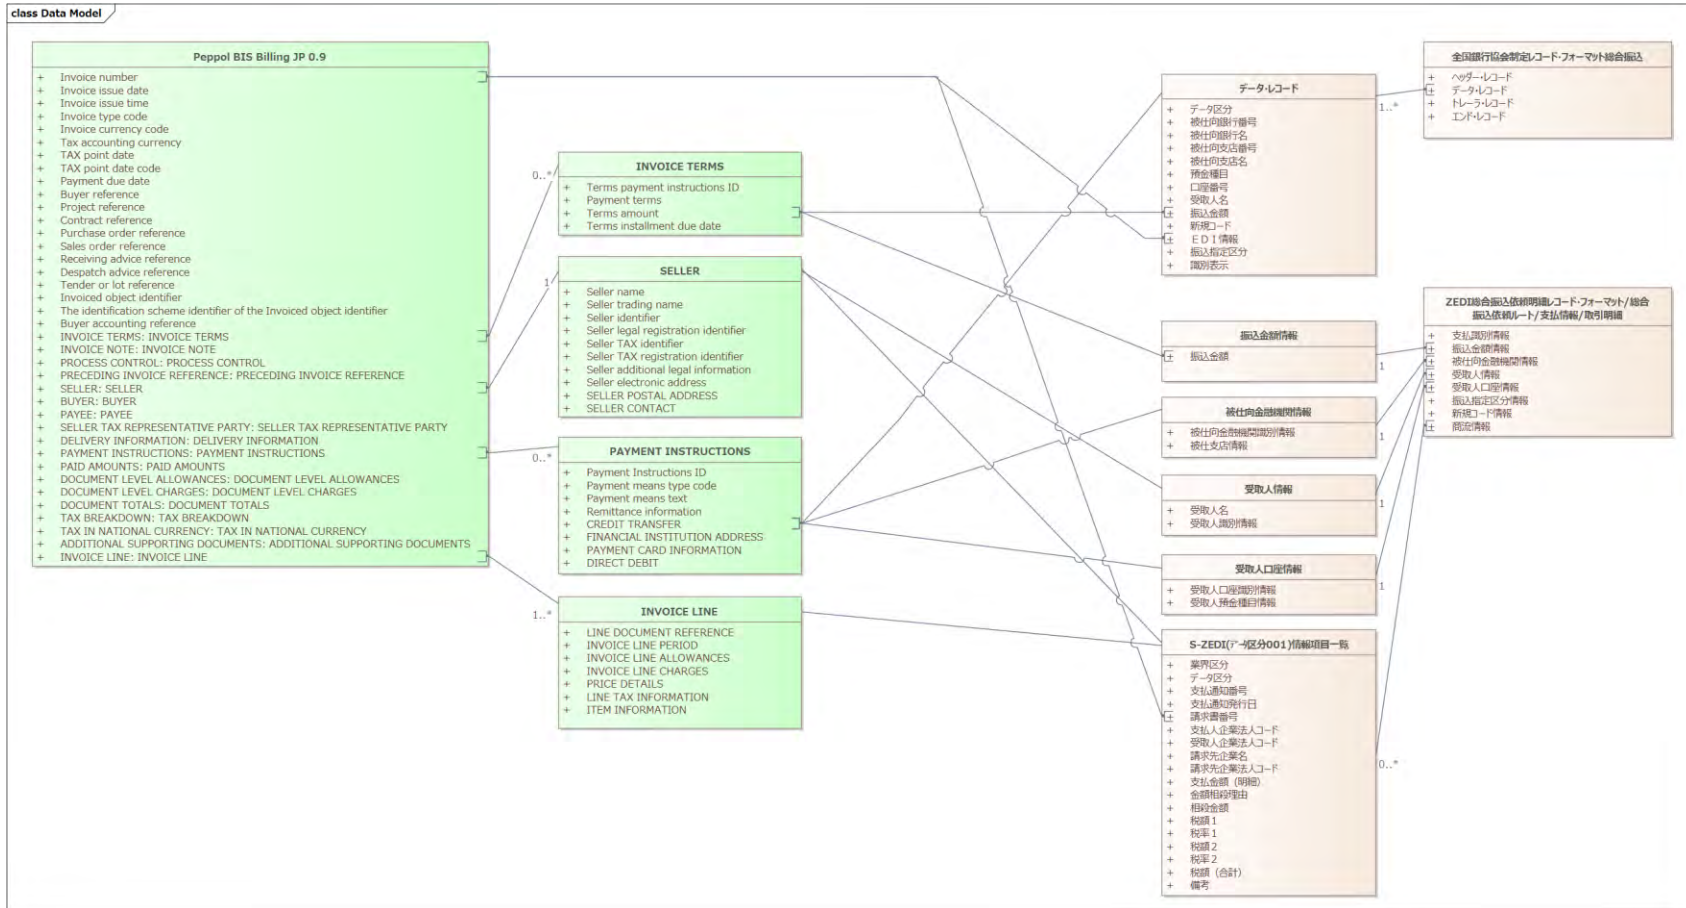 class Data Model
Peppol BIS Billing JP 0.9
+ Invoice number
+ Invoice issue date
+ Invoice issue time
+ Invoice type code
+ Invoice currency code
+ Tax accounting currency
+ TAX point date
+ TAX point date code
+ Payment due date
+ Buyer reference
+ Project reference
+ Contract reference
+ Purchase order reference
+ Sales order reference
+ Receiving advice reference
+ Despatch advice reference
+ Tender or lot reference
+ Invoiced object identifier
+ The identification scheme identifier of the Invoiced object identifier
+ Buyer accounting reference
+ INVOICE TERMS: INVOICE TERMS
+ INVOICE NOTE: INVOICE NOTE
+ PROCESS CONTROL: PROCESS CONTROL
+ PRECEDING INVOICE REFERENCE: PRECEDING INVOICE REFERENCE
+ SELLER: SELLER
+ BUYER: BUYER
+ PAYEE: PAYEE
+ SELLER TAX REPRESENTATIVE PARTY: SELLER TAX REPRESENTATIVE PARTY
+ DELIVERY INFORMATION: DELIVERY INFORMATION
+ PAYMENT INSTRUCTIONS: PAYMENT INSTRUCTIONS
+ PAID AMOUNTS: PAID AMOUNTS
+ DOCUMENT LEVEL ALLOWANCES: DOCUMENT LEVEL ALLOWANCES
+ DOCUMENT LEVEL CHARGES: DOCUMENT LEVEL CHARGES
+ DOCUMENT TOTALS: DOCUMENT TOTALS
+ TAX BREAKDOWN: TAX BREAKDOWN
+ TAX IN NATIONAL CURRENCY: TAX IN NATIONAL CURRENCY
+ ADDITIONAL SUPPORTING DOCUMENTS: ADDITIONAL SUPPORTING DOCUMENTS
+ INVOICE LINE: INVOICE LINE
0..*
INVOICE TERMS
+ Terms payment instructions ID
+ Payment terms
+ Terms amount
+ Terms installment due date
1
SELLER
+ Seller name
+ Seller trading name
+ Seller identifier
+ Seller legal registration identifier
+ Seller TAX identifier
+ Seller TAX registration identifier
+ Seller additional legal information
+ Seller electronic address
+ SELLER POSTAL ADDRESS
+ SELLER CONTACT
0..*
PAYMENT INSTRUCTIONS
+ Payment Instructions ID
+ Payment means type code
+ Payment means text
+ Remittance information
+ CREDIT TRANSFER
+ FINANCIAL INSTITUTION ADDRESS
+ PAYMENT CARD INFORMATION
+ DIRECT DEBIT
1..*
INVOICE LINE
+ LINE DOCUMENT REFERENCE
+ INVOICE LINE PERIOD
+ INVOICE LINE ALLOWANCES
+ INVOICE LINE CHARGES
+ PRICE DETAILS
+ LINE TAX INFORMATION
+ ITEM INFORMATION
データ・レコード
+ データ区分
+ 被仕向銀行番号
+ 被仕向銀行名
+ 被仕向支店番号
+ 被仕向支店名
+ 預金種目
+ 口座番号
+ 受取人名
+ 振込金額
+ 新規コード
+ ＥＤＩ情報
+ 振込指定区分
+ 識別表示
1..*
振込金額情報
+ 振込金額
1
被仕向金融機関情報
+ 被仕向金融機関識別情報
+ 被仕支店情報
1
受取人情報
+ 受取人名
+ 受取人識別情報
1
受取人口座情報
+ 受取人口座識別情報
+ 受取人預金種目情報
1
S-ZEDI(データ区分001)情報項目一覧
+ 業界区分
+ データ区分
+ 支払通知番号
+ 支払通知発行日
+ 請求書番号
+ 支払人企業法人コード
+ 受取人企業法人コード
+ 請求先企業名
+ 請求先企業法人コード
+ 支払金額（明細）
+ 金額相殺理由
+ 相殺金額
+ 税額１
+ 税率１
+ 税額２
+ 税率２
+ 税額（合計）
+ 備考
0..*
全国銀行協会制定レコード・フォーマット総合振込
+ ヘッダー・レコード
+ データ・レコード
+ トレーラ・レコード
+ エンド・レコード
ZEDI総合振込依頼明細レコード・フォーマット/総合
振込依頼ルート/支払情報/取引明細
+ 支払識別情報
+ 振込金額情報
+ 被仕向金融機関情報
+ 受取人情報
+ 受取人口座情報
+ 振込指定区分情報
+ 新規コード情報
+ 商流情報